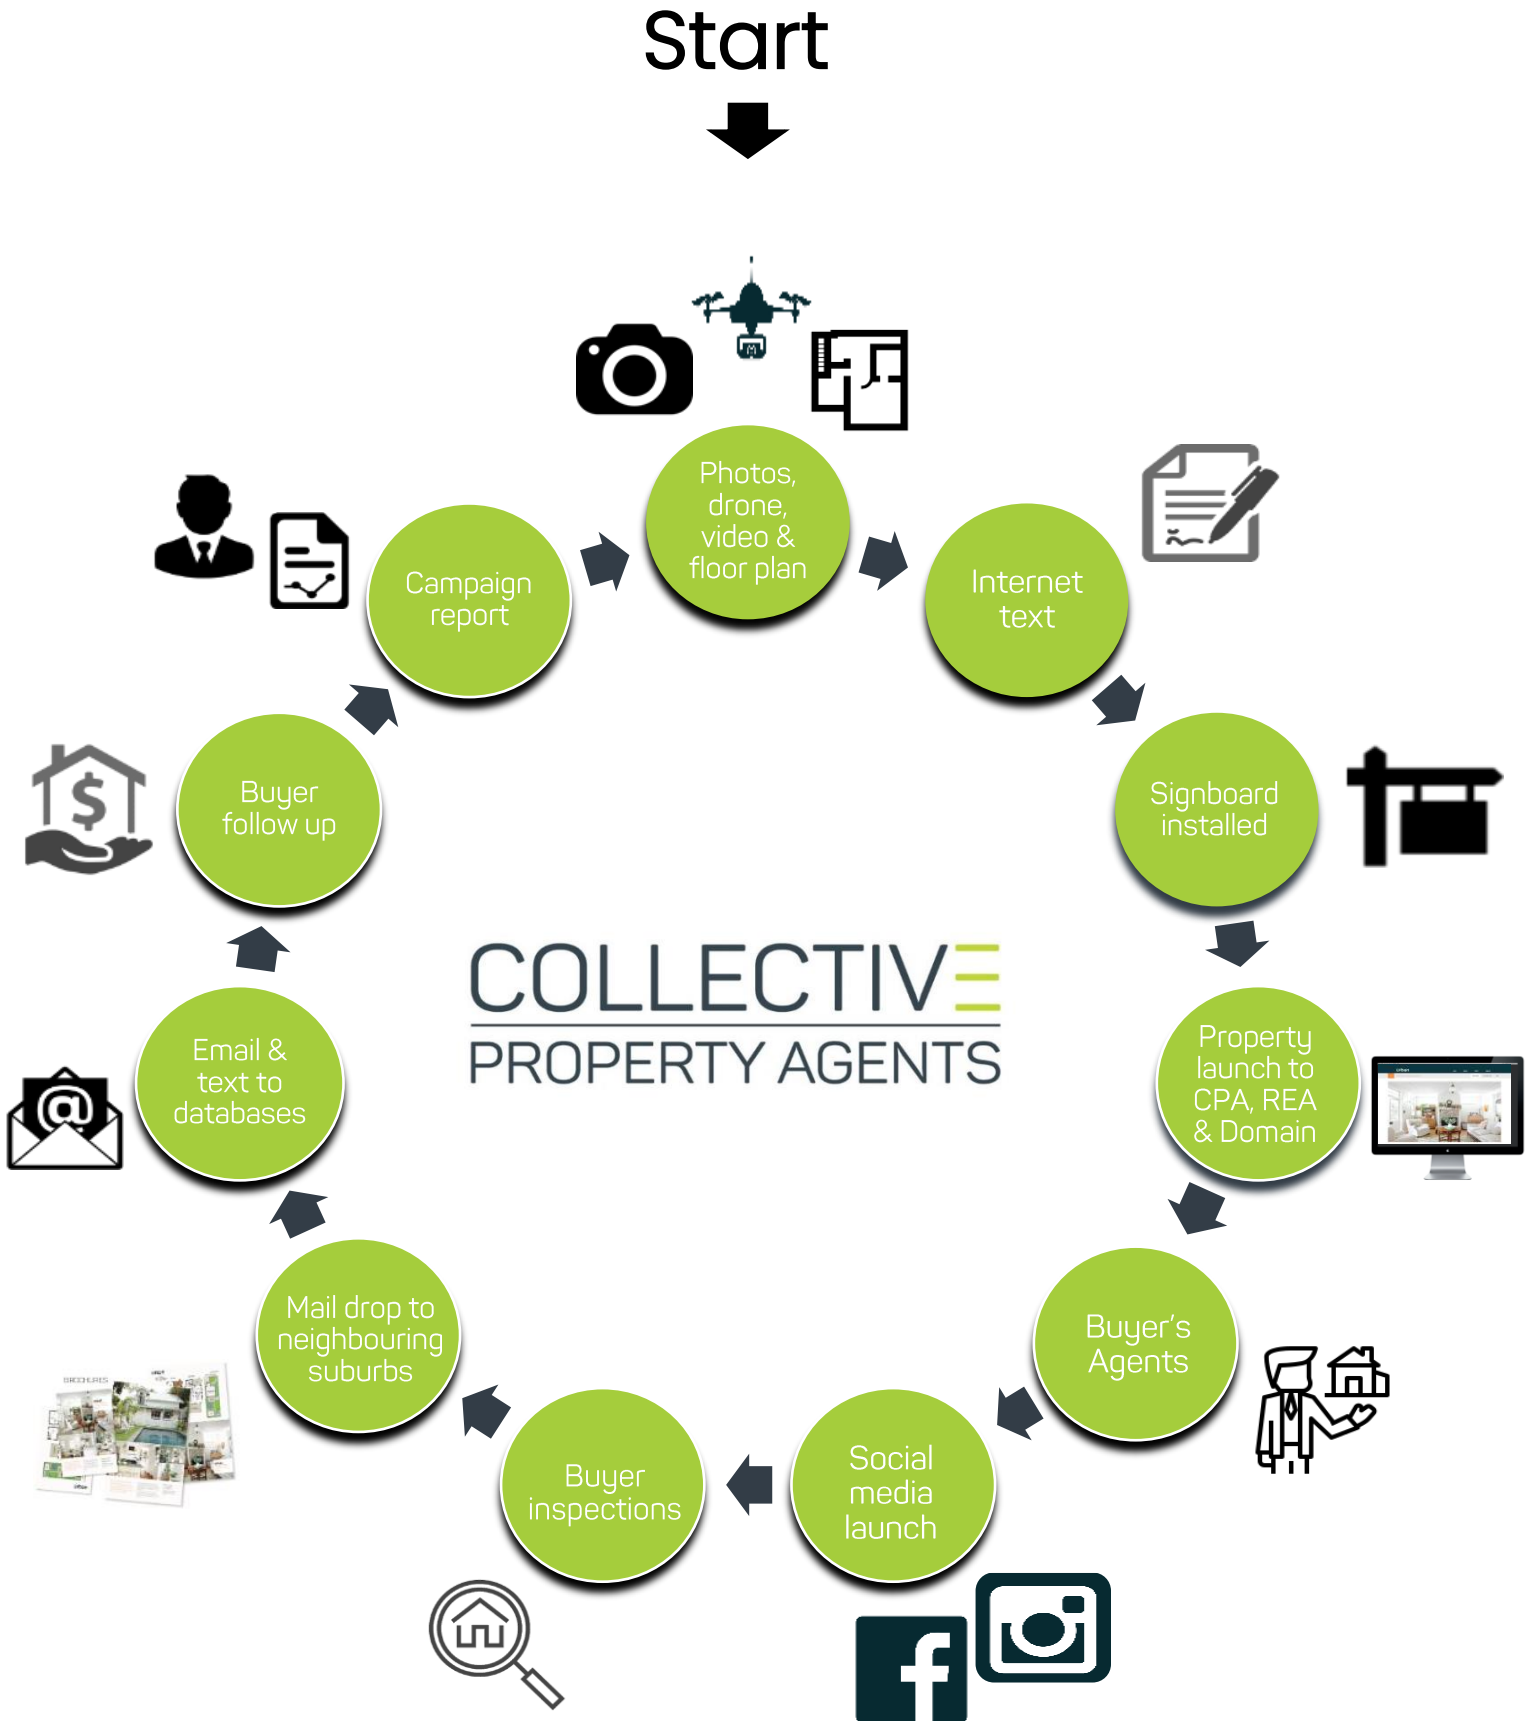 Start
Photos,
drone,
video &
floor plan
Internet
text
Signboard
installed
Property
launch to
CPA, REA
& Domain
Buyer's
Agents
Social
media
launch
Buyer
inspections
Mail drop to
neighbouring
suburbs
BROCHURES
Email &
text to
databases
@
Buyer
follow up
$
Campaign
report
COLLECTIVE
PROPERTY AGENTS